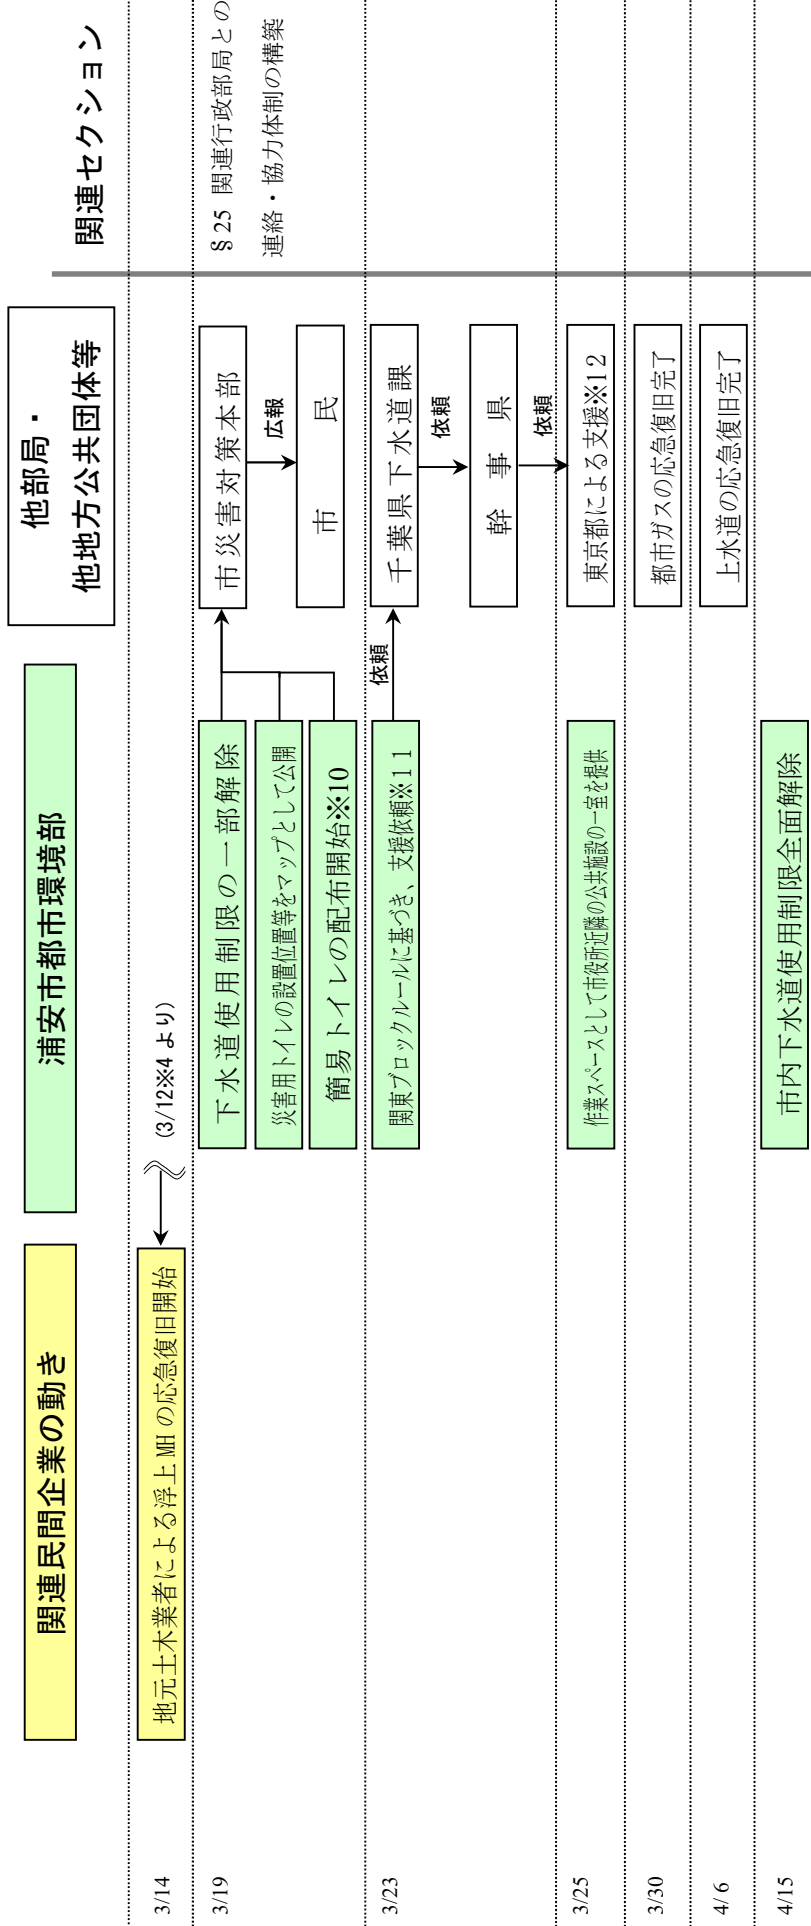 関連民間企業の動き
浦安市都市環境部
他部局・
他地方公共団体等
関連セクション
3/14
地元土木業者による浮上MHの応急復旧開始
(3/12※4より)
3/19
下水道使用制限の一部解除
災害用トイレの設置位置等をマップとして公開
簡易トイレの配布開始※10
市災害対策本部
広報
市民
§25 関連行政部局との
連絡・協力体制の構築
3/23
関東ブロックルールに基づき、支援依頼※11
依頼
千葉県下水道課
依頼
幹事県
依頼
3/25
作業スペースとして市役所近隣の公共施設の一室を提供
東京都による支援※12
3/30
都市ガスの応急復旧完了
4/6
上水道の応急復旧完了
4/15
市内下水道使用制限全面解除